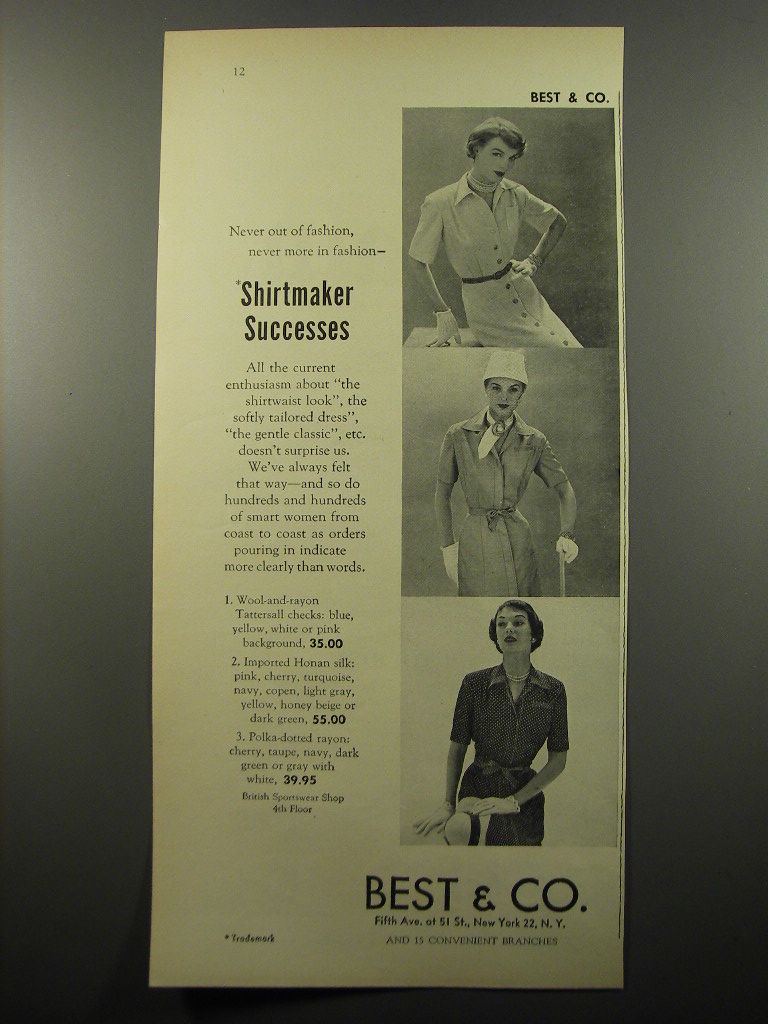 12
BEST & CO.
Never out of fashion,
never more in fashion—
*Shirtmaker
Successes
All the current
enthusiasm about "the
shirtwaist look", the
softly tailored dress",
"the gentle classic", etc.
doesn't surprise us.
We've always felt
that way—and so do
hundreds and hundreds
of smart women from
coast to coast as orders
pouring in indicate
more clearly than words.
1. Wool-and-rayon
Tattersall checks: blue,
yellow, white or pink
background, 35.00
2. Imported Honan silk:
pink, cherry, turquoise,
navy, copen, light gray,
yellow, honey beige or
dark green, 55.00
3. Polka-dotted rayon:
cherry, taupe, navy, dark
green or gray with
white, 39.95
British Sportswear Shop
4th Floor
BEST & CO.
Fifth Ave. at 51 St., New York 22, N. Y.
AND 15 CONVENIENT BRANCHES
*Trademark